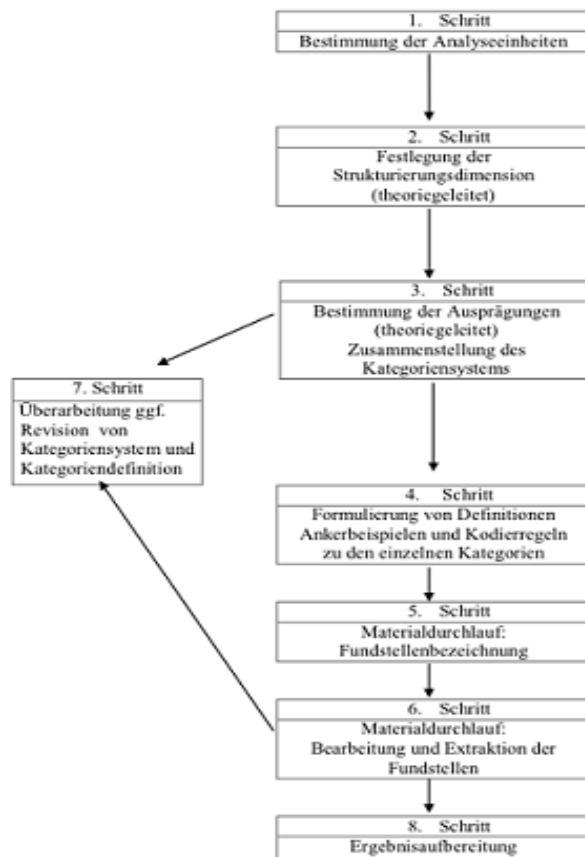 1. Schritt
Bestimmung der Analyseeinheiten
2. Schritt
Festlegung der
Strukturierungsdimension
(theoriegeleitet)
3. Schritt
Bestimmung der Ausprägungen
(theoriegeleitet)
Zusammenstellung des
Kategoriensystems
7. Schritt
Überarbeitung ggf.
Revision von
Kategoriensystem und
Kategoriendefinition
4. Schritt
Formulierung von Definitionen
Ankerbeispielen und Kodierregeln
zu den einzelnen Kategorien
5. Schritt
Materialdurchlauf:
Fundstellenbezeichnung
6. Schritt
Materialdurchlauf:
Bearbeitung und Extraktion der
Fundstellen
8. Schritt
Ergebnisaufbereitung